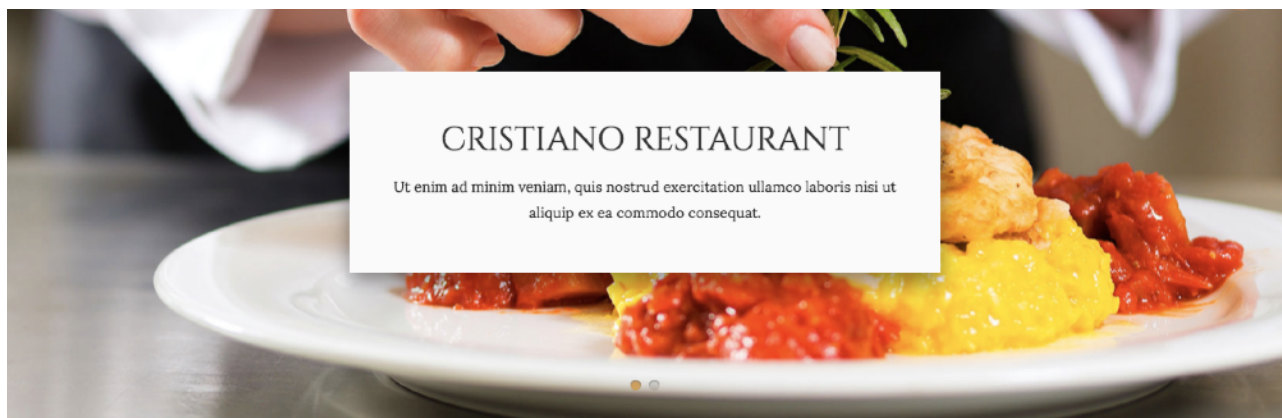 CRISTIANO RESTAURANT
Ut enim ad minim veniam, quis nostrud exercitation ullamco laboris nisi ut
aliquip ex ea commodo consequat.